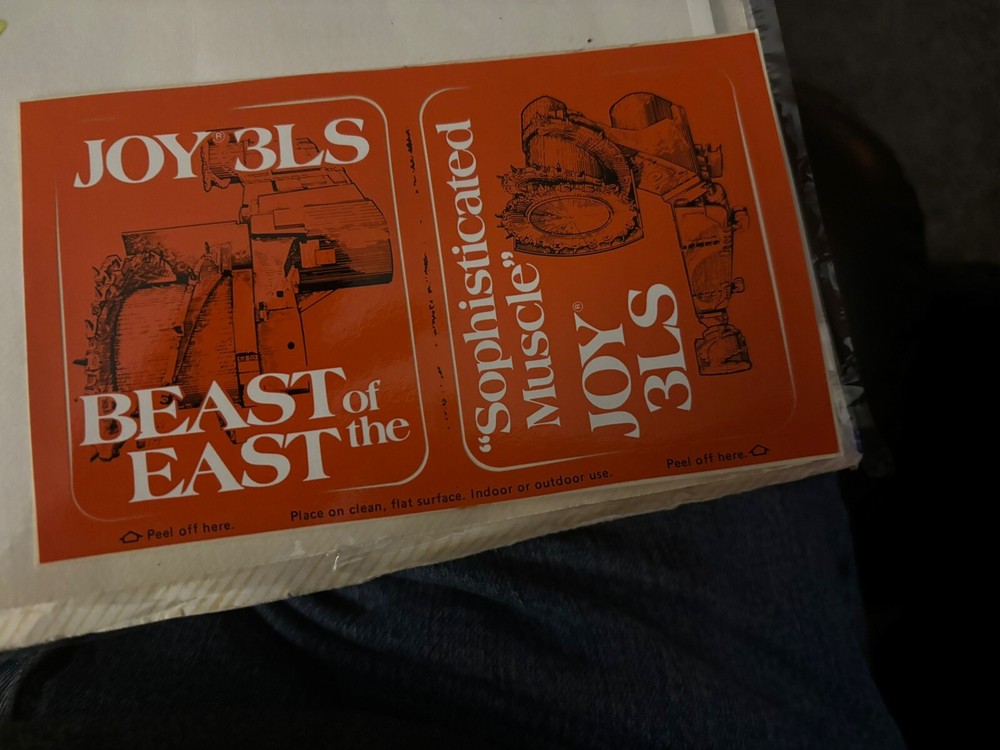 JOY® 3LS
BEAST of
EAST the
"Sophisticated
Muscle"
JOY®
3LS
Peel off here.
Place on clean, flat surface. Indoor or outdoor use.
Peel off here.